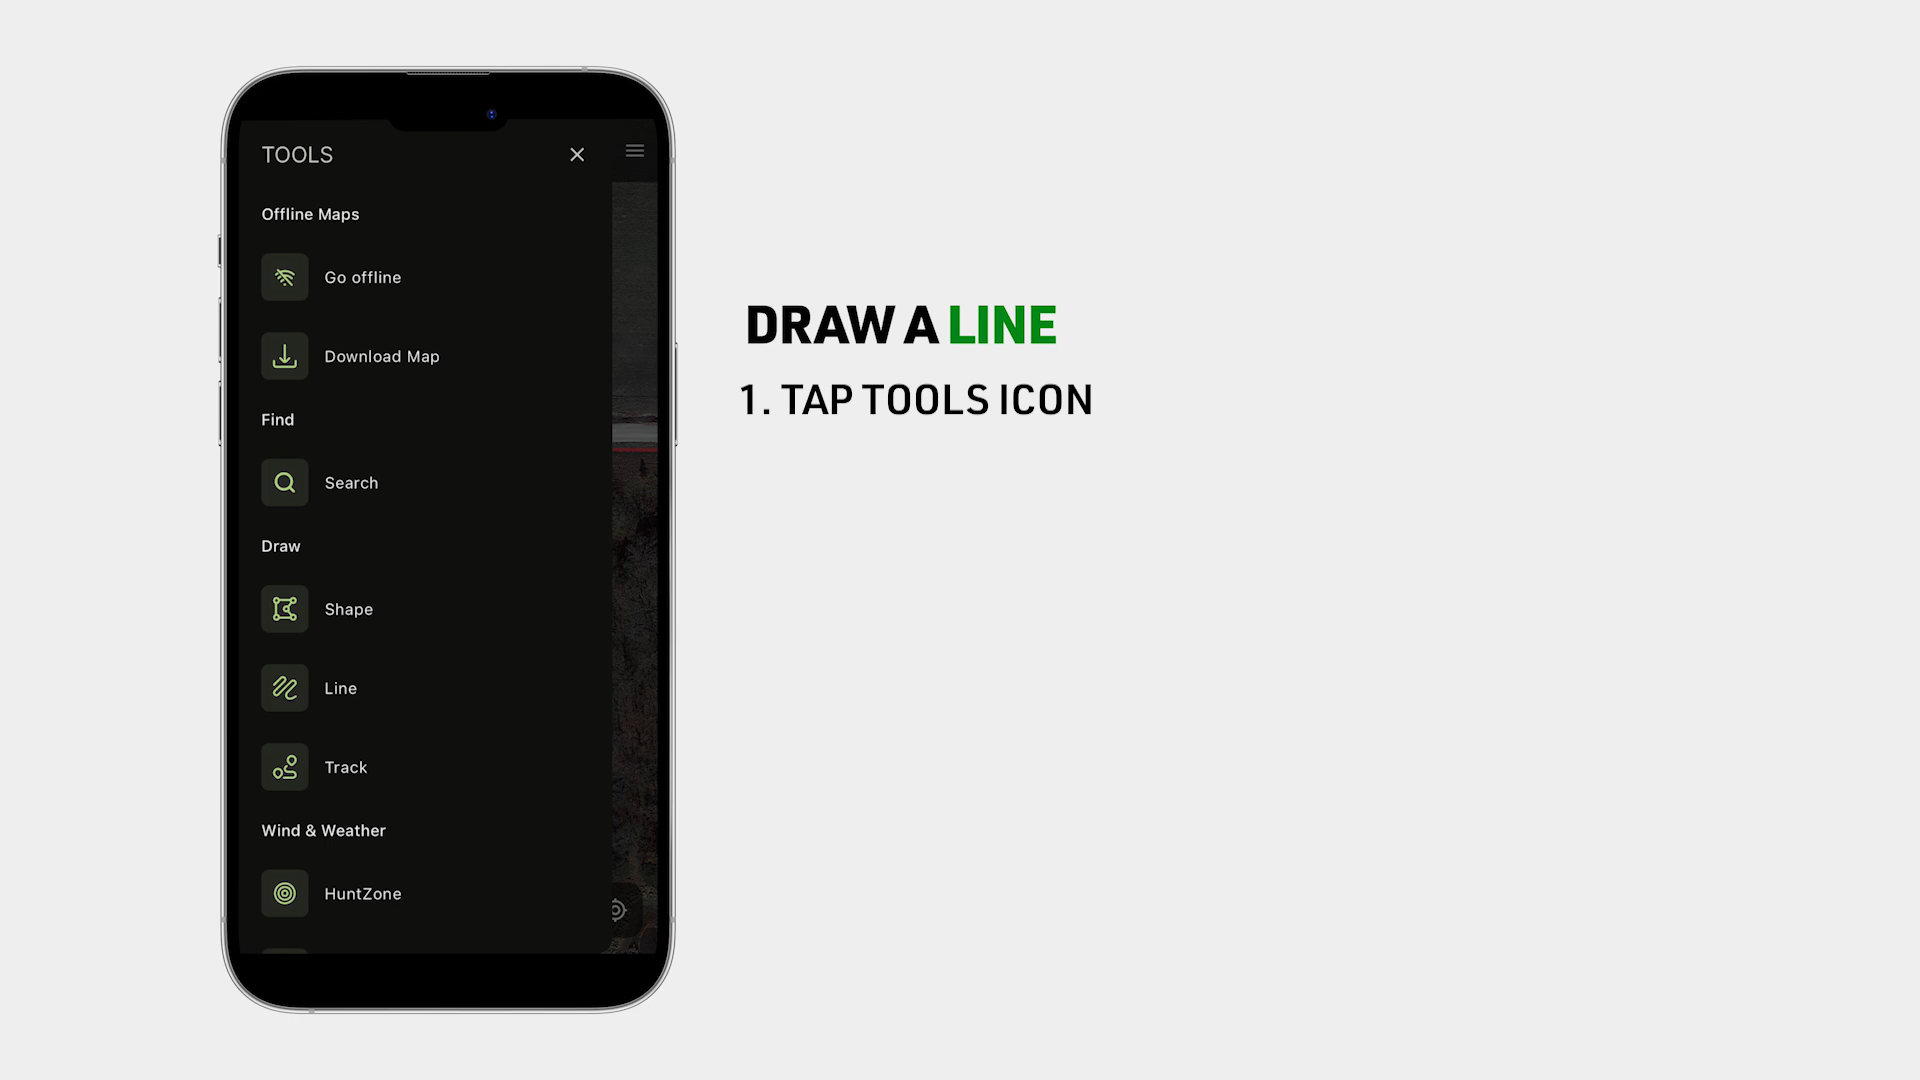 TOOLS
Offline Maps
Go offline
Download Map
Find
Search
Draw
Shape
Line
Track
Wind & Weather
HuntZone
DRAW A LINE
1. TAP TOOLS ICON